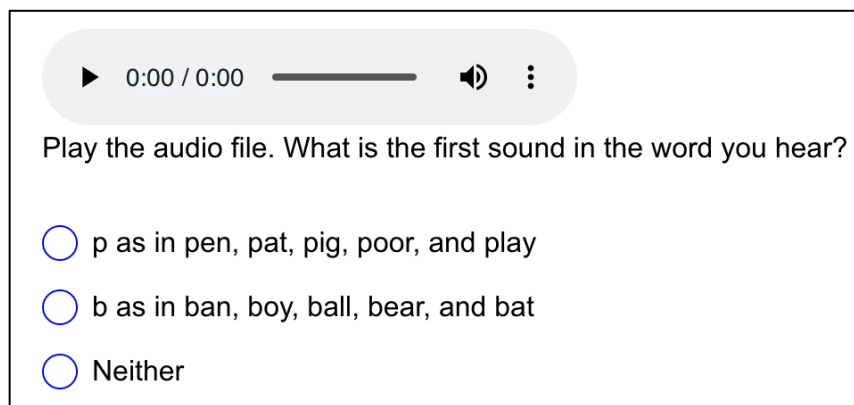 0:00 / 0:00
Play the audio file. What is the first sound in the word you hear?
p as in pen, pat, pig, poor, and play
b as in ban, boy, ball, bear, and bat
Neither